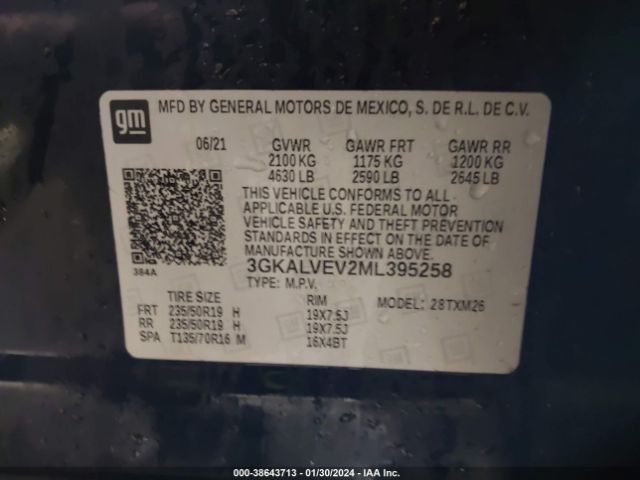 gm
MFD BY GENERAL MOTORS DE MEXICO, S. DE R.L. DE C.V.
06/21 GVWR GAWR FRT GAWR RR
2100 KG 1175 KG 1200 KG
4630 LB 2590 LB 2645 LB
THIS VEHICLE CONFORMS TO ALL
APPLICABLE U.S. FEDERAL MOTOR
VEHICLE SAFETY AND THEFT PREVENTION
STANDARDS IN EFFECT ON THE DATE OF
MANUFACTURE SHOWN ABOVE.
384A
3GKALVEV2ML395258
TYPE: M.P.V.
TIRE SIZE RIM MODEL: 28TXM26
FRT 235/50R19 H 19X7.5J
RR 235/50R19 H 19X7.5J
SPA T135/70R16 M 16X4BT
000-38643713 - 01/30/2024 - IAA Inc.